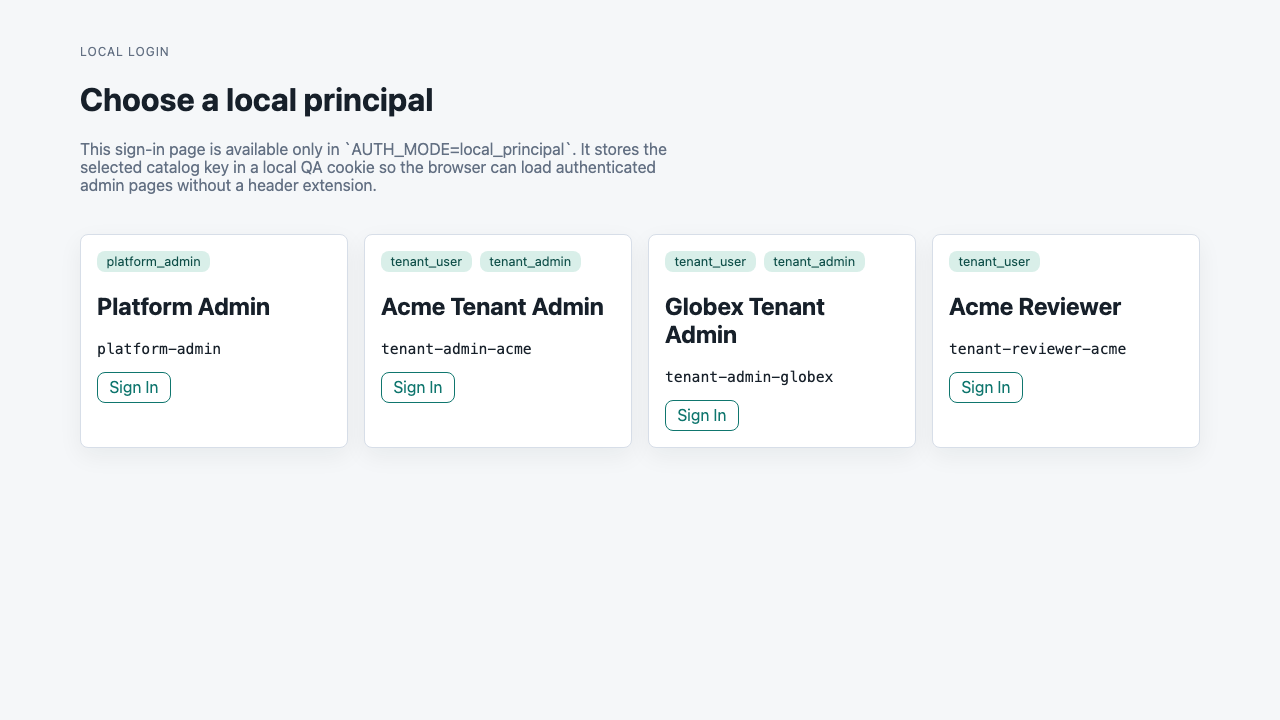 LOCAL LOGIN
Choose a local principal
This sign-in page is available only in `AUTH_MODE=local_principal`. It stores the
selected catalog key in a local QA cookie so the browser can load authenticated
admin pages without a header extension.
platform_admin
Platform Admin
platform-admin
Sign In
tenant_user tenant_admin
Acme Tenant Admin
tenant-admin-acme
Sign In
tenant_user tenant_admin
Globex Tenant
Admin
tenant-admin-globex
Sign In
tenant_user
Acme Reviewer
tenant-reviewer-acme
Sign In